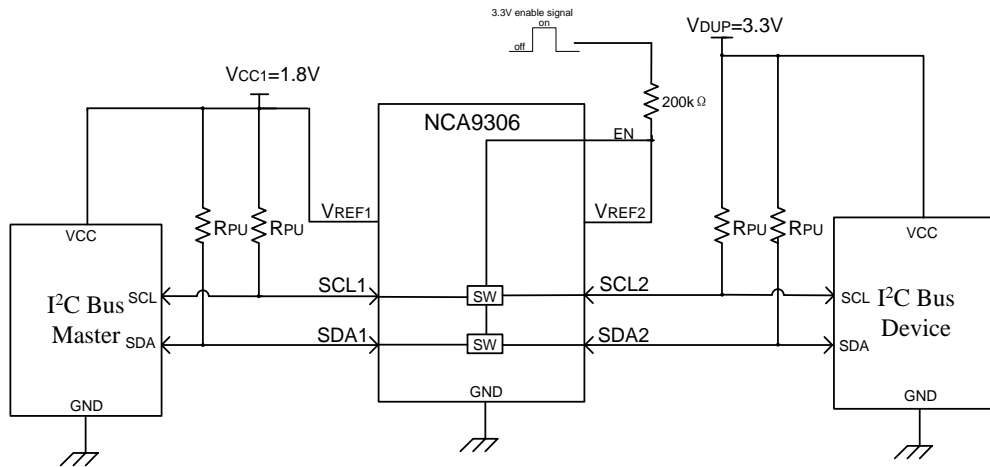 3.3V enable signal
on
off
VDUP=3.3V
VCC1=1.8V
200kΩ
NCA9306
EN
VREF1
VREF2
RPU
RPU
RPU
RPU
VCC
VCC
SCL
SCL1
SW
SCL2
SCL
I²C Bus
Master
I²C Bus
Device
SDA
SDA1
SW
SDA2
SDA
GND
GND
GND